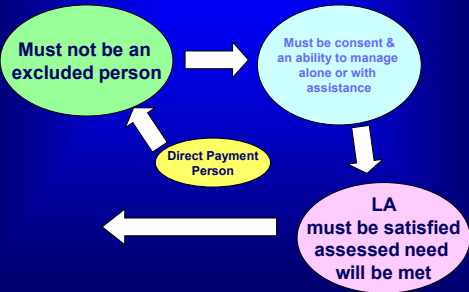 Must not be an
excluded person
Must be consent &
an ability to manage
alone or with
assistance
Direct Payment
Person
LA
must be satisfied
assessed need
will be met